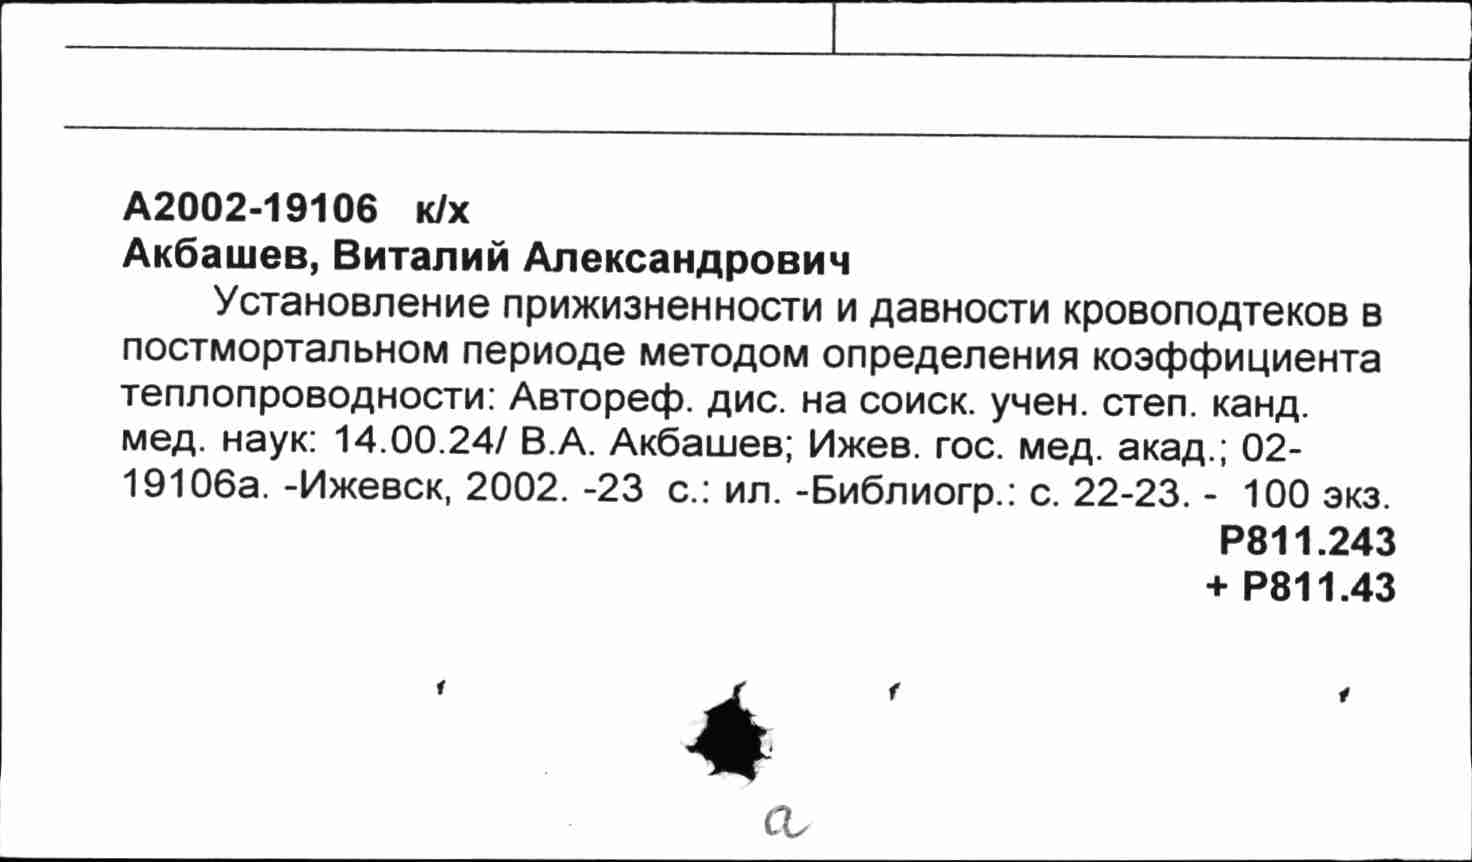 А2002-19106 к/х
Акбашев, Виталий Александрович
Установление прижизненности и давности кровоподтеков в
постмортальном периоде методом определения коэффициента
теплопроводности: Автореф. дис. на соиск. учен. степ. канд.
мед. наук: 14.00.24/ В.А. Акбашев; Ижев. гос. мед. акад.; 02-
19106а. -Ижевск, 2002. -23 с.: ил. -Библиогр.: с. 22-23. - 100 экз.
Р811.243
+ Р811.43
а